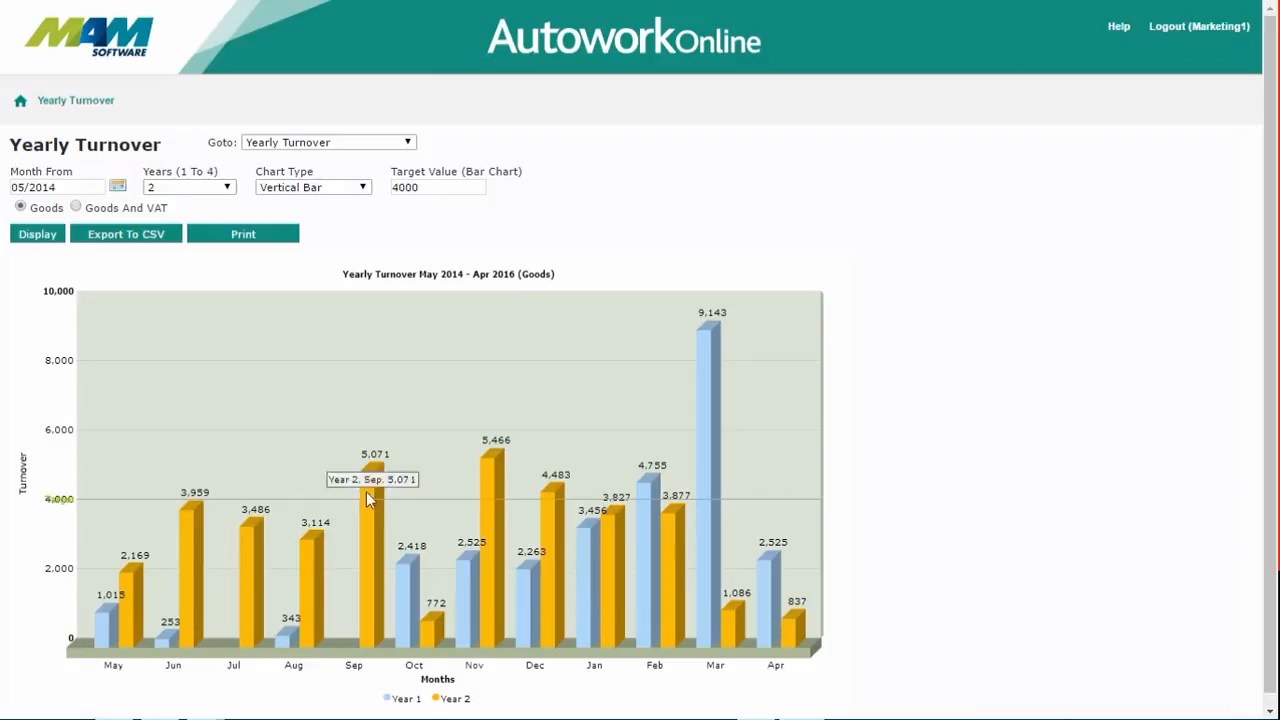 MAM
SOFTWARE
AutoworkOnline
Help
Logout (Marketing1)
Yearly Turnover
Yearly Turnover
Goto:
Yearly Turnover
Month From
Years (1 To 4)
Chart Type
Target Value (Bar Chart)
05/2014
2
Vertical Bar
4000
Goods
Goods And VAT
Display
Export To CSV
Print
Yearly Turnover May 2014 - Apr 2016 (Goods)
10,000
9,143
8,000
6,000
5,466
5,071
4,755
4,483
Year 2, Sep, 5,071
Turnover
4,000
3,959
3,827
3,877
3,486
3,456
3,114
2,169
2,418
2,525
2,263
2,525
2,000
1,015
253
343
772
1,086
837
0
May Jun Jul Aug Sep Oct Nov Dec Jan Feb Mar Apr
Months
Year 1 Year 2